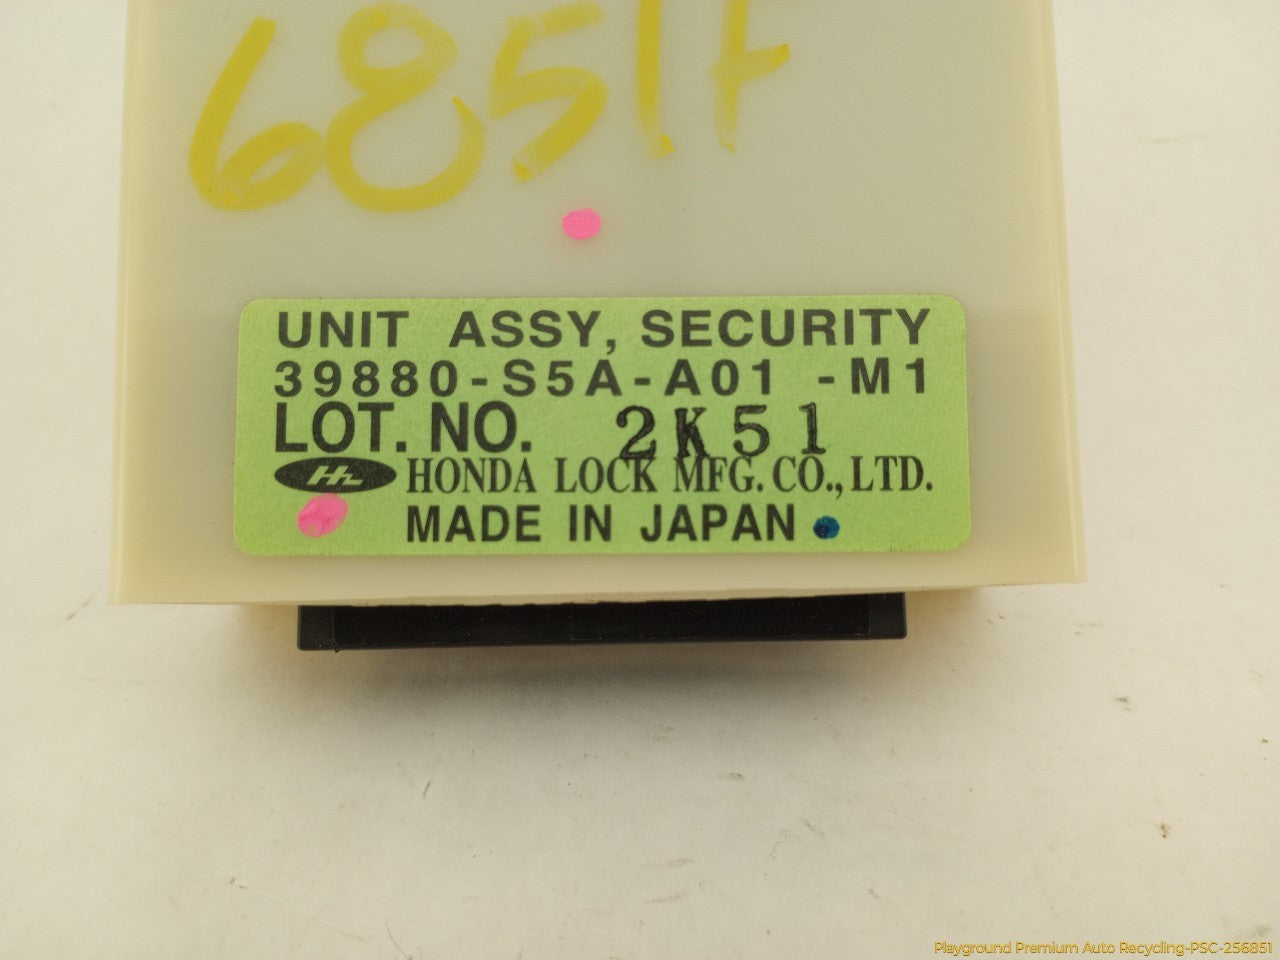 6851F
UNIT ASSY, SECURITY
39880-S5A-A01 -M1
LOT. NO. 2K51
HL HONDA LOCK MFG. CO., LTD.
MADE IN JAPAN
Playground Premium Auto Recycling-PSC-256851